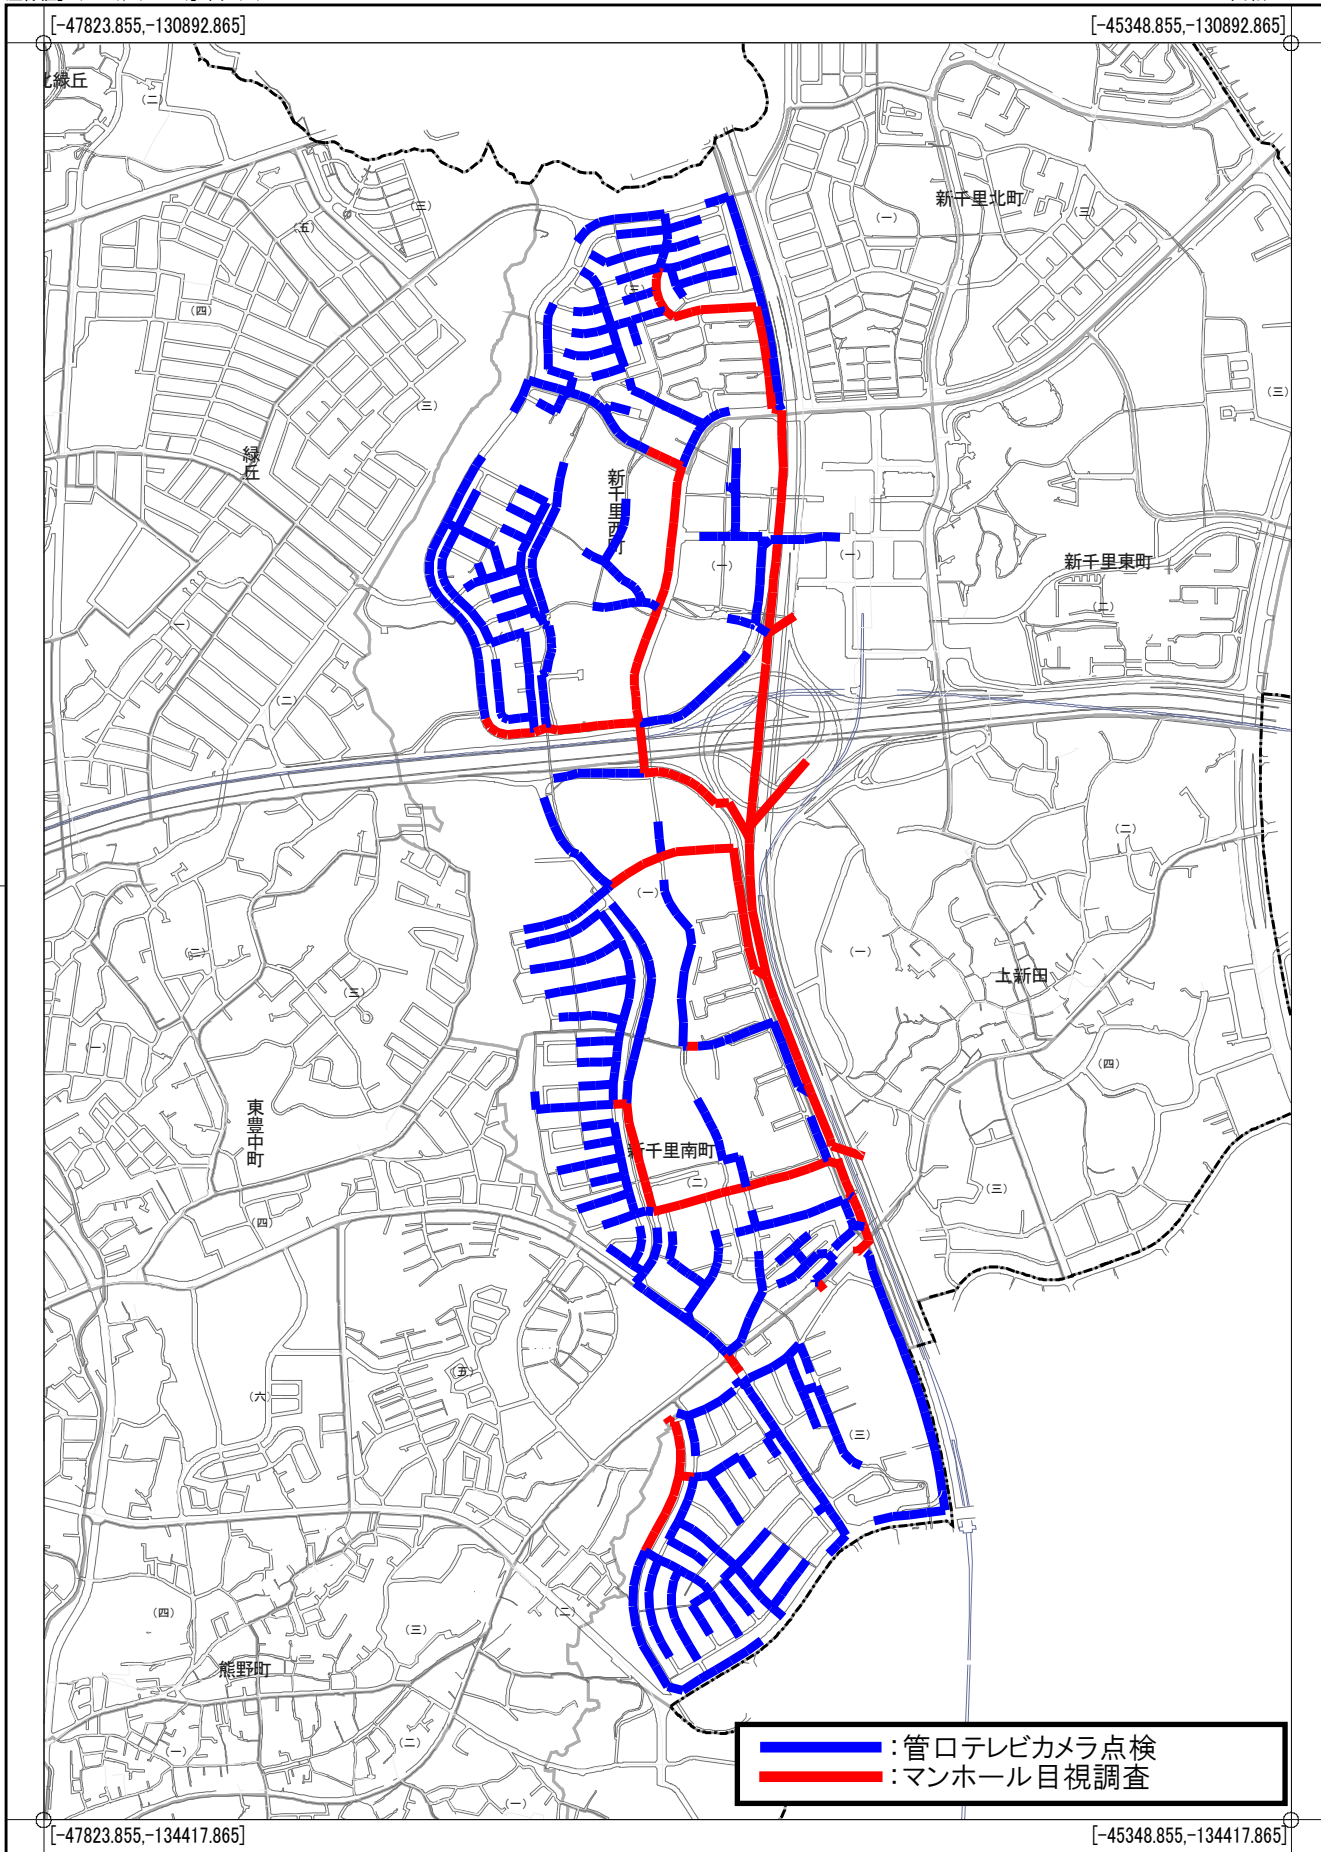 [-47823.855,-130892.865]
[-45348.855,-130892.865]
北緑丘
(二)
新千里北町
(三)
(一)
(三)
(五)
(三)
(四)
(三)
(三)
緑丘
新千里西町
(一)
(一)
新千里東町
(二)
(一)
(二)
(二)
(一)
(二)
(三)
(一)
上新田
(一)
(四)
東豊中町
新千里南町
(二)
(三)
(四)
(五)
(六)
(三)
(四)
(二)
(三)
熊野町
(二)
(一)
(一)
:管口テレビカメラ点検
:マンホール目視調査
[-47823.855,-134417.865]
[-45348.855,-134417.865]